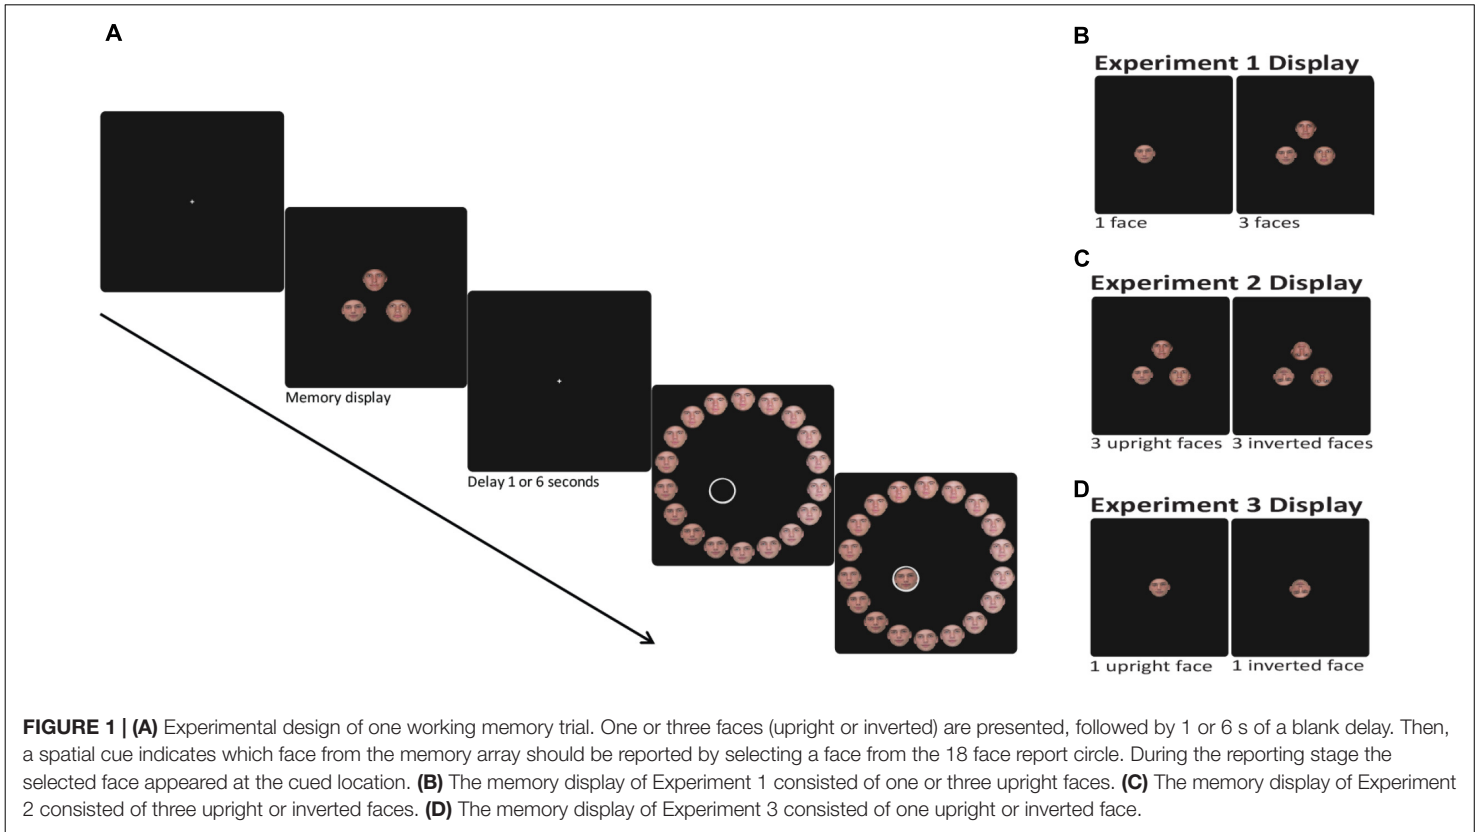 A
Memory display
Delay 1 or 6 seconds
B
Experiment 1 Display
1 face
3 faces
C
Experiment 2 Display
3 upright faces
3 inverted faces
D
Experiment 3 Display
1 upright face
1 inverted face
FIGURE 1 | (A) Experimental design of one working memory trial. One or three faces (upright or inverted) are presented, followed by 1 or 6 s of a blank delay. Then,
a spatial cue indicates which face from the memory array should be reported by selecting a face from the 18 face report circle. During the reporting stage the
selected face appeared at the cued location. (B) The memory display of Experiment 1 consisted of one or three upright faces. (C) The memory display of Experiment
2 consisted of three upright or inverted faces. (D) The memory display of Experiment 3 consisted of one upright or inverted face.